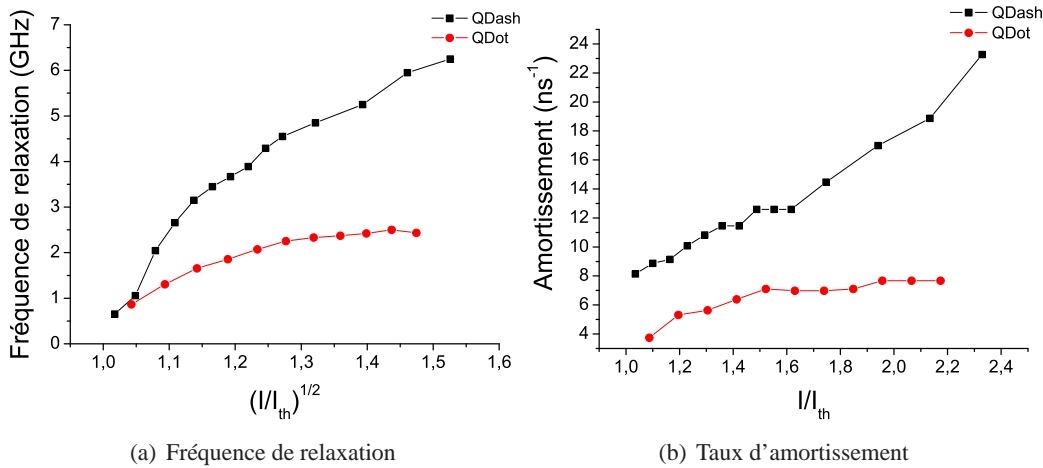 QDash
QDot
Fréquence de relaxation (GHz)
7
6
5
4
3
2
1
0
1,0 1,1 1,2 1,3 1,4 1,5 1,6
(I/I_th)^1/2
(a) Fréquence de relaxation
QDash
QDot
Amortissement (ns^-1)
24
22
20
18
16
14
12
10
8
6
4
1,0 1,2 1,4 1,6 1,8 2,0 2,2 2,4
I/I_th
(b) Taux d'amortissement